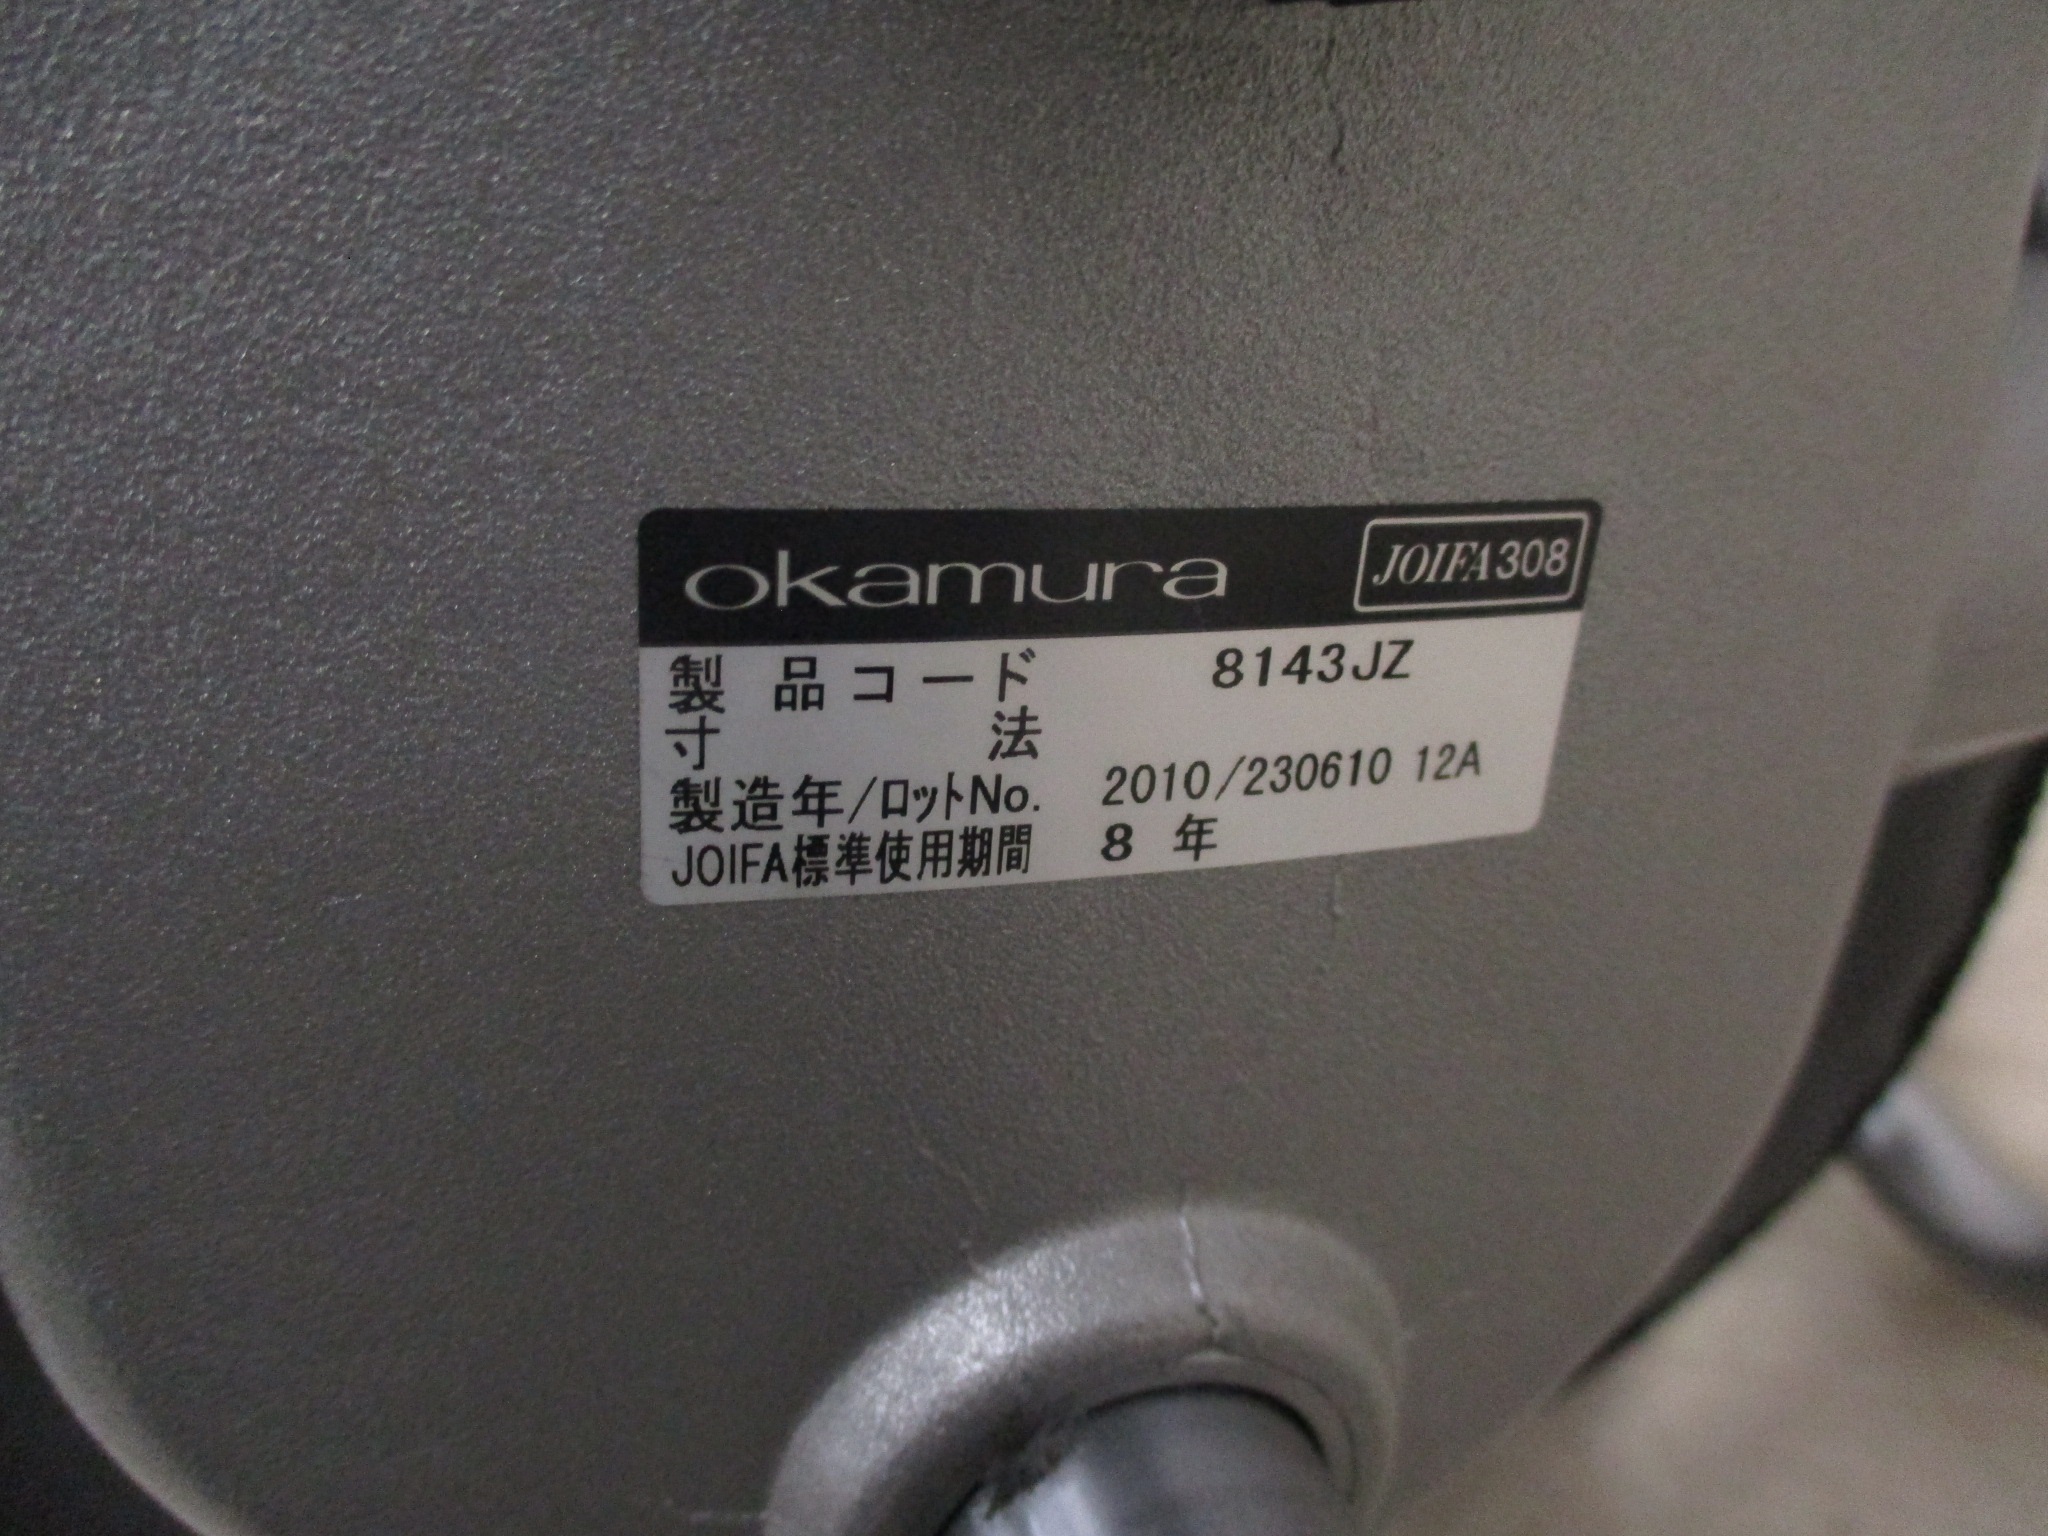 okamura JOIFA308
製品コード 8143JZ
寸法
製造年/ロットNo. 2010/230610 12A
JOIFA標準使用期間 8 年